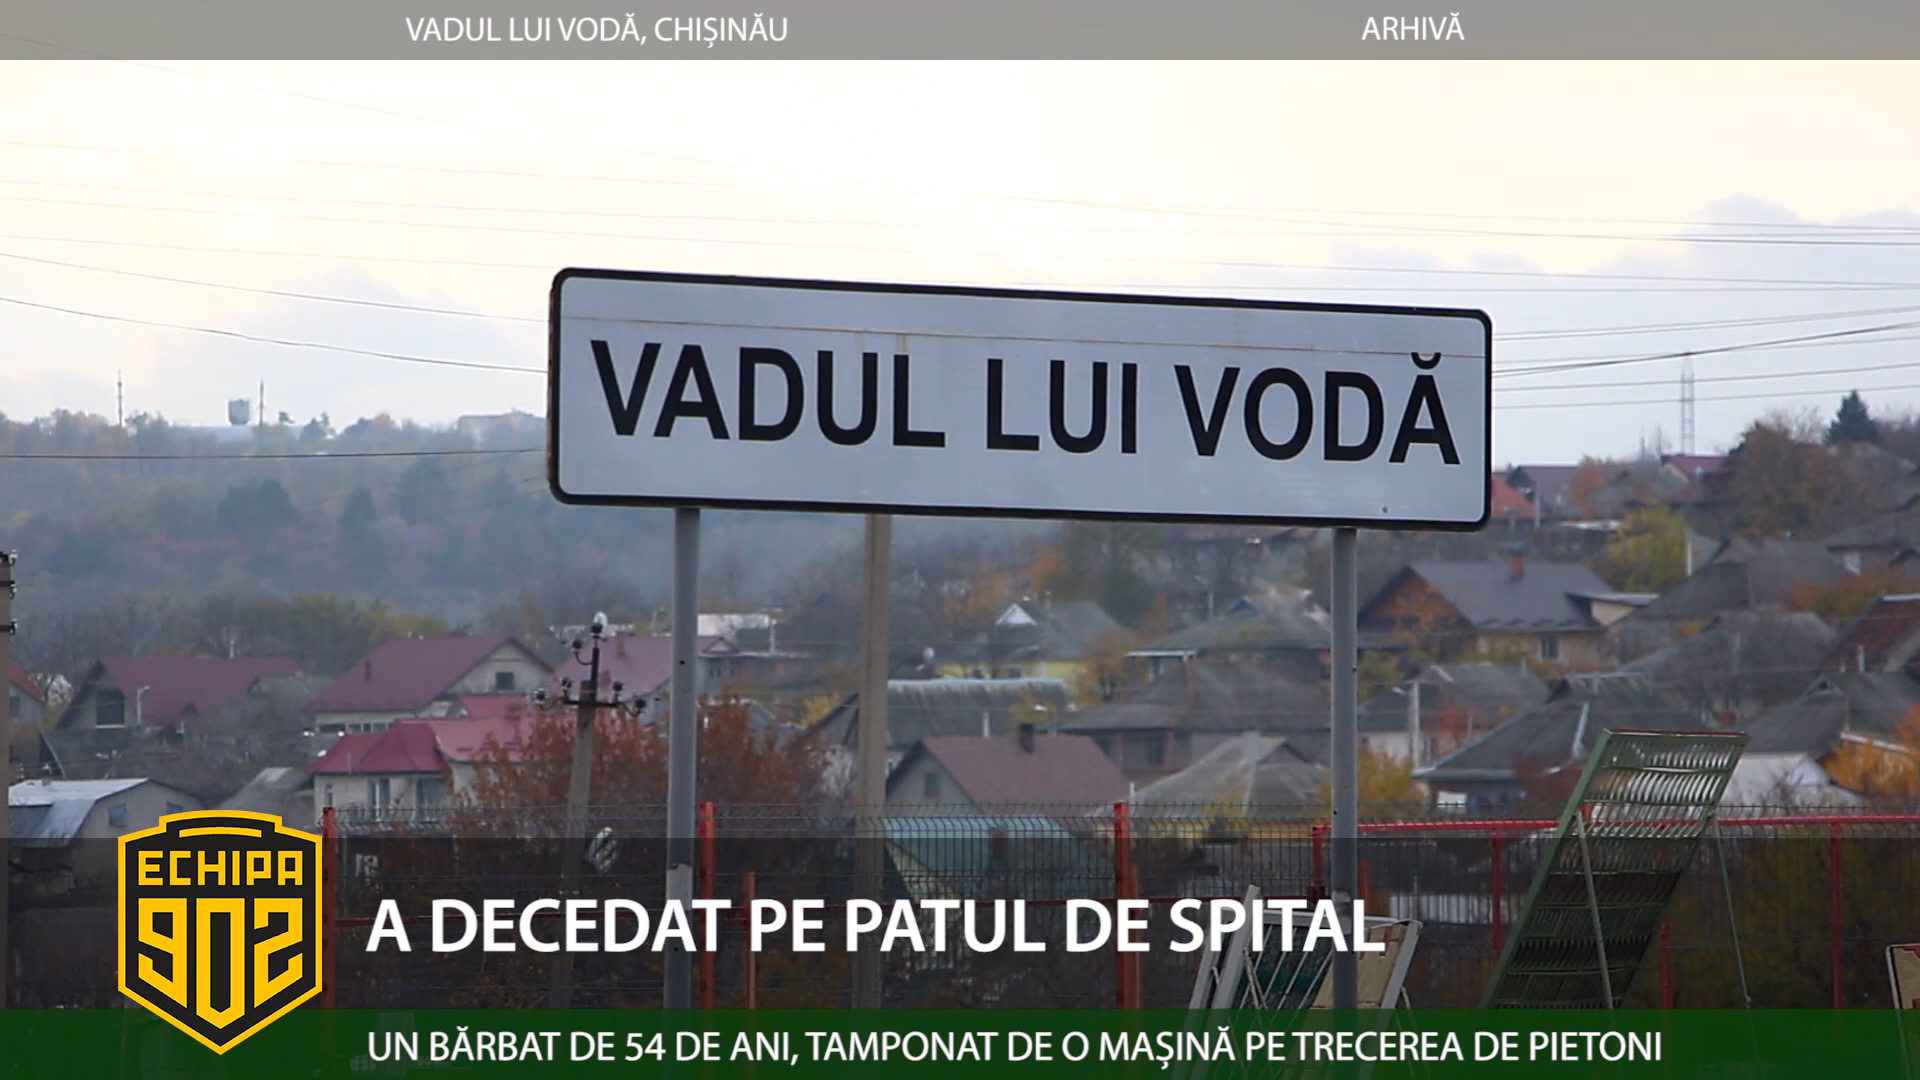 VADUL LUI VODĂ, CHIȘINĂU
ARHIVĂ
VADUL LUI VODĂ
ECHIPA
902
A DECEDAT PE PATUL DE SPITAL
UN BĂRBAT DE 54 DE ANI, TAMPONAT DE O MAȘINĂ PE TRECEREA DE PIETONI